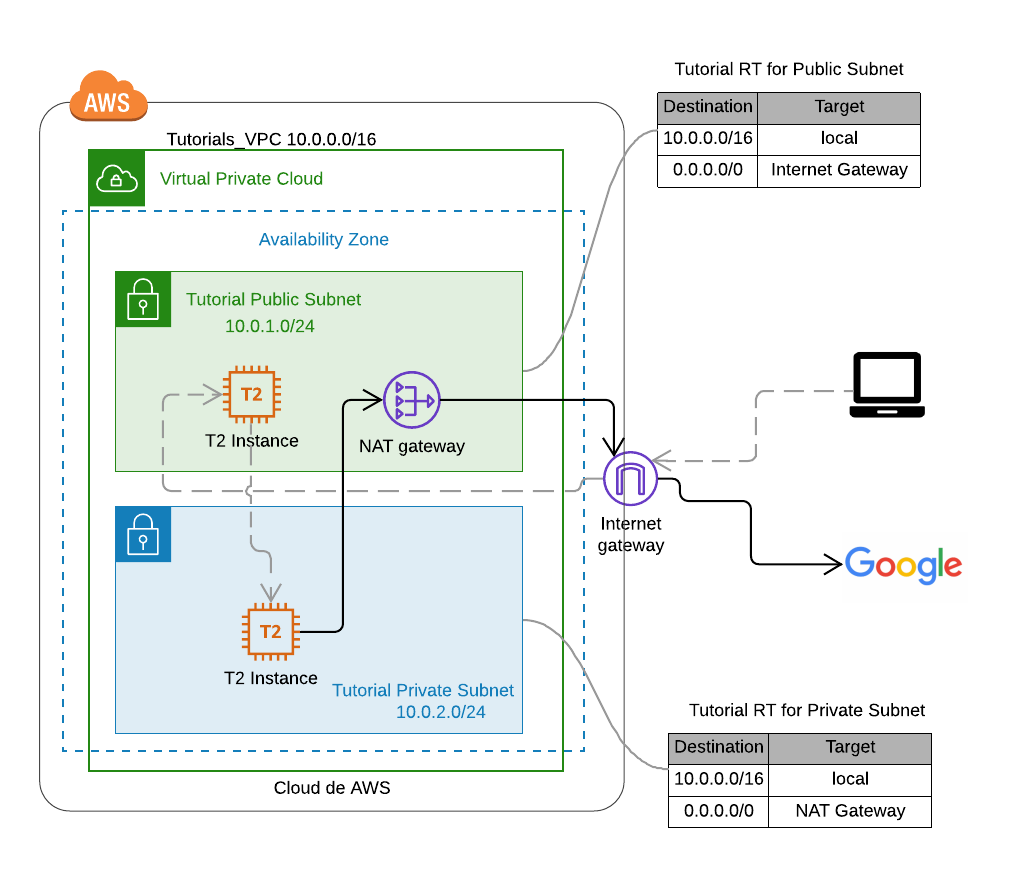 Tutorial RT for Public Subnet
Destination Target
10.0.0.0/16 local
0.0.0.0/0 Internet Gateway
AWS
Tutorials_VPC 10.0.0.0/16
Virtual Private Cloud
Availability Zone
Tutorial Public Subnet
10.0.1.0/24
T2
T2 Instance
NAT gateway
Internet
gateway
Google
T2
T2 Instance
Tutorial Private Subnet
10.0.2.0/24
Cloud de AWS
Tutorial RT for Private Subnet
Destination Target
10.0.0.0/16 local
0.0.0.0/0 NAT Gateway